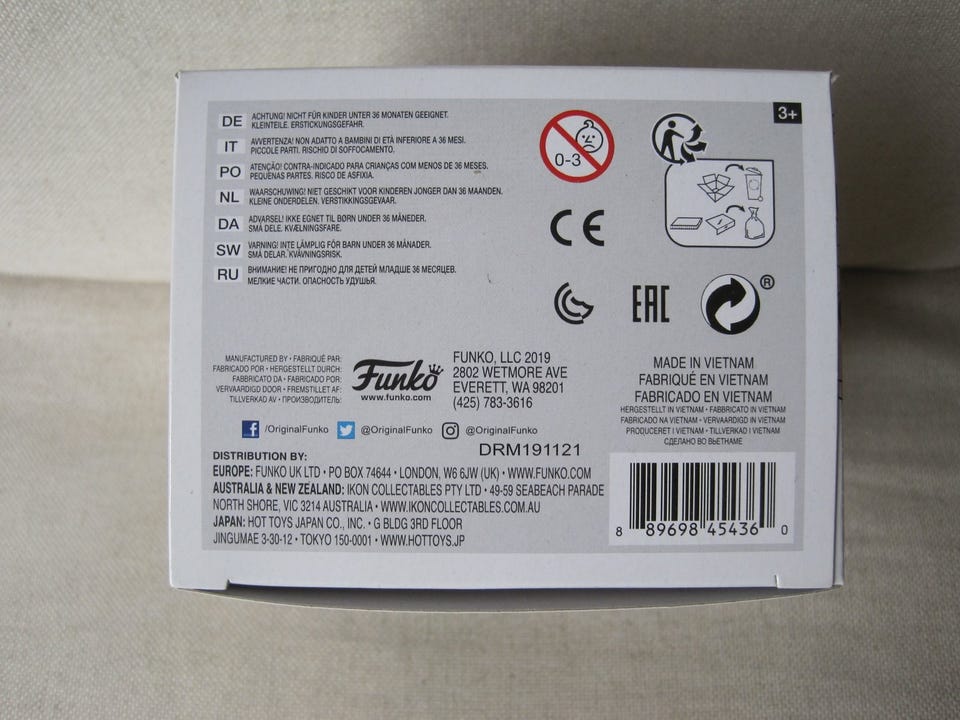 DE ACHTUNG! NICHT FÜR KINDER UNTER 36 MONATEN GEEIGNET.
KLEINTEILE. ERSTICKUNGSGEFAHR.
IT AVVERTENZA! NON ADATTO A BAMBINI DI ETÀ INFERIORE A 36 MESI.
PICCOLE PARTI. RISCHIO DI SOFFOCAMENTO.
PO ATENÇÃO! CONTRA-INDICADO PARA CRIANÇAS COM MENOS DE 36 MESES.
PEQUENAS PARTES. RISCO DE ASFIXIA.
NL WAARSCHUWING! NIET GESCHIKT VOOR KINDEREN JONGER DAN 36 MAANDEN.
KLEINE ONDERDELEN. VERSTIKKINGSGEVAAR.
DA ADVARSEL! IKKE EGNET TIL BØRN UNDER 36 MÅNEDER.
SMÅ DELE. KVÆLNINGSFARE.
SW VARNING! INTE LÄMPLIG FÖR BARN UNDER 36 MÅNADER.
SMÅ DELAR. KVÄVNINGSRISK.
RU ВНИМАНИЕ! НЕ ПРИГОДНО ДЛЯ ДЕТЕЙ МЛАДШЕ 36 МЕСЯЦЕВ.
МЕЛКИЕ ЧАСТИ. ОПАСНОСТЬ УДУШЬЯ.
0-3
3+
CE
EAC
®
MANUFACTURED BY • FABRIQUÉ PAR:
FABRICADO POR • HERGESTELLT DURCH:
FABBRICATO DA • FABRICADO POR:
VERVAARDIGD DOOR • FREMSTILLET AF:
TILLVERKAD AV • ПРОИЗВОДИТЕЛЬ:
Funko
www.funko.com
FUNKO, LLC 2019
2802 WETMORE AVE
EVERETT, WA 98201
(425) 783-3616
MADE IN VIETNAM
FABRIQUÉ EN VIETNAM
FABRICADO EN VIETNAM
HERGESTELLT IN VIETNAM • FABBRICATO IN VIETNAM
FABRICADO NA VIETNAM • VERVAARDIGD IN VIETNAM
PRODUCERET I VIETNAM • TILLVERKAD I VIETNAM
СДЕЛАНО ВО ВЬЕТНАМЕ
/OriginalFunko @OriginalFunko @OriginalFunko
DRM191121
DISTRIBUTION BY:
EUROPE: FUNKO UK LTD • PO BOX 74644 • LONDON, W6 6JW (UK) • WWW.FUNKO.COM
AUSTRALIA & NEW ZEALAND: IKON COLLECTABLES PTY LTD • 49-59 SEABEACH PARADE
NORTH SHORE, VIC 3214 AUSTRALIA • WWW.IKONCOLLECTABLES.COM.AU
JAPAN: HOT TOYS JAPAN CO., INC. • G BLDG 3RD FLOOR
JINGUMAE 3-30-12 • TOKYO 150-0001 • WWW.HOTTOYS.JP
8 89698 45436 0